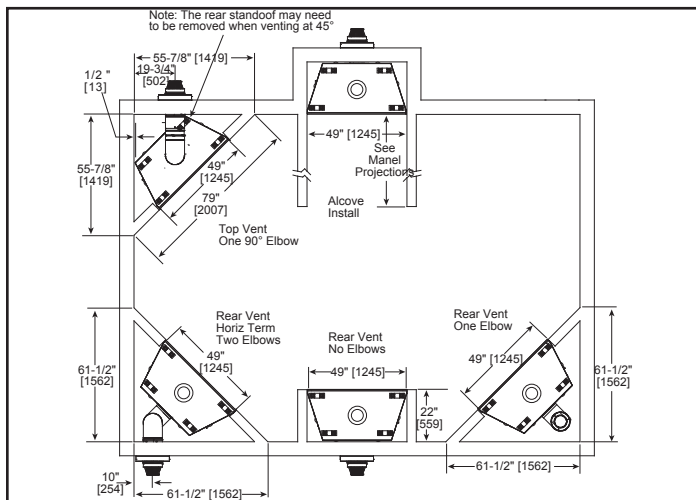 Note: The rear standoof may need
to be removed when venting at 45°
55-7/8" [1419]
19-3/4"
[502]
1/2 "
[13]
55-7/8"
[1419]
49"
[1245]
79"
[2007]
Top Vent
One 90° Elbow
49" [1245]
See
Manel
Projections
Alcove
Install
Rear Vent
Horiz Term
Two Elbows
49"
[1245]
61-1/2"
[1562]
10"
[254]
61-1/2" [1562]
Rear Vent
No Elbows
49" [1245]
22"
[559]
Rear Vent
One Elbow
49" [1245]
61-1/2"
[1562]
61-1/2" [1562]